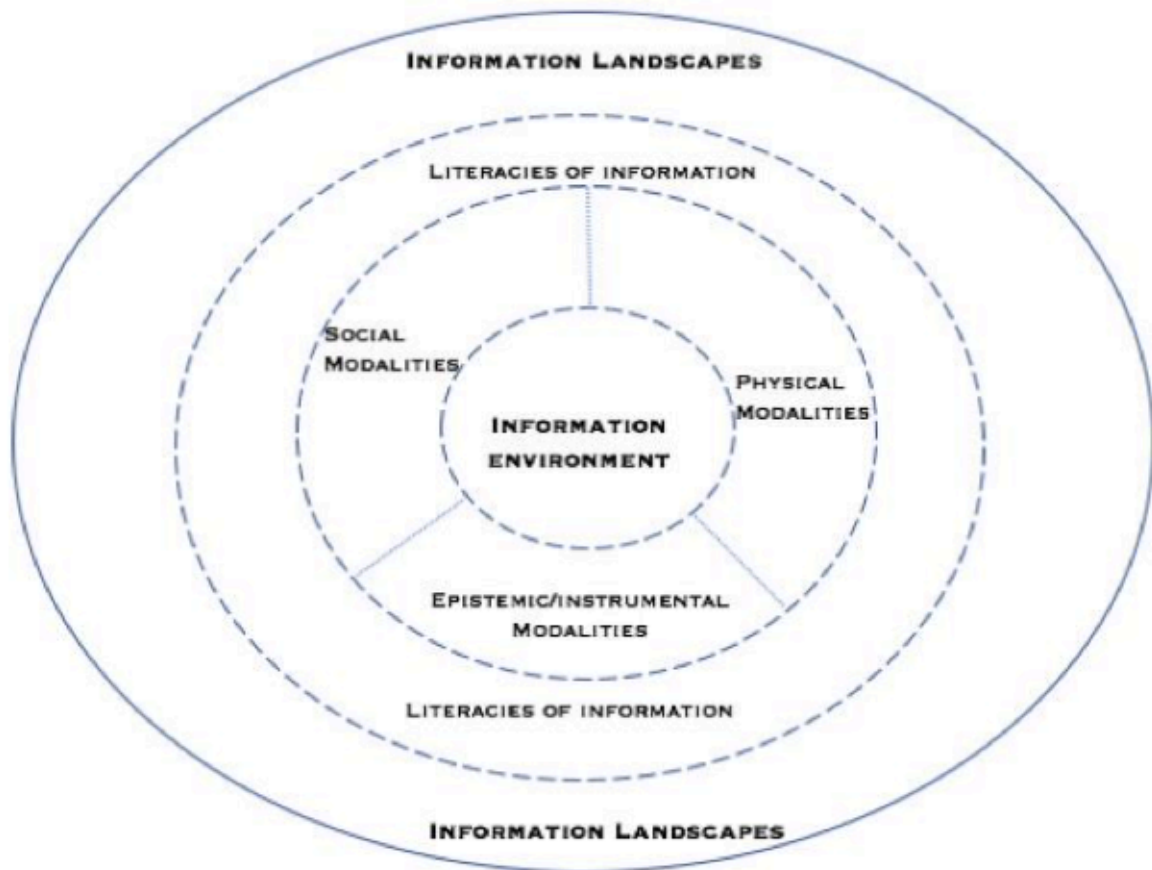 INFORMATION LANDSCAPES
LITERACIES OF INFORMATION
SOCIAL
MODALITIES
PHYSICAL
MODALITIES
INFORMATION
ENVIRONMENT
EPISTEMIC/INSTRUMENTAL
MODALITIES
LITERACIES OF INFORMATION
INFORMATION LANDSCAPES